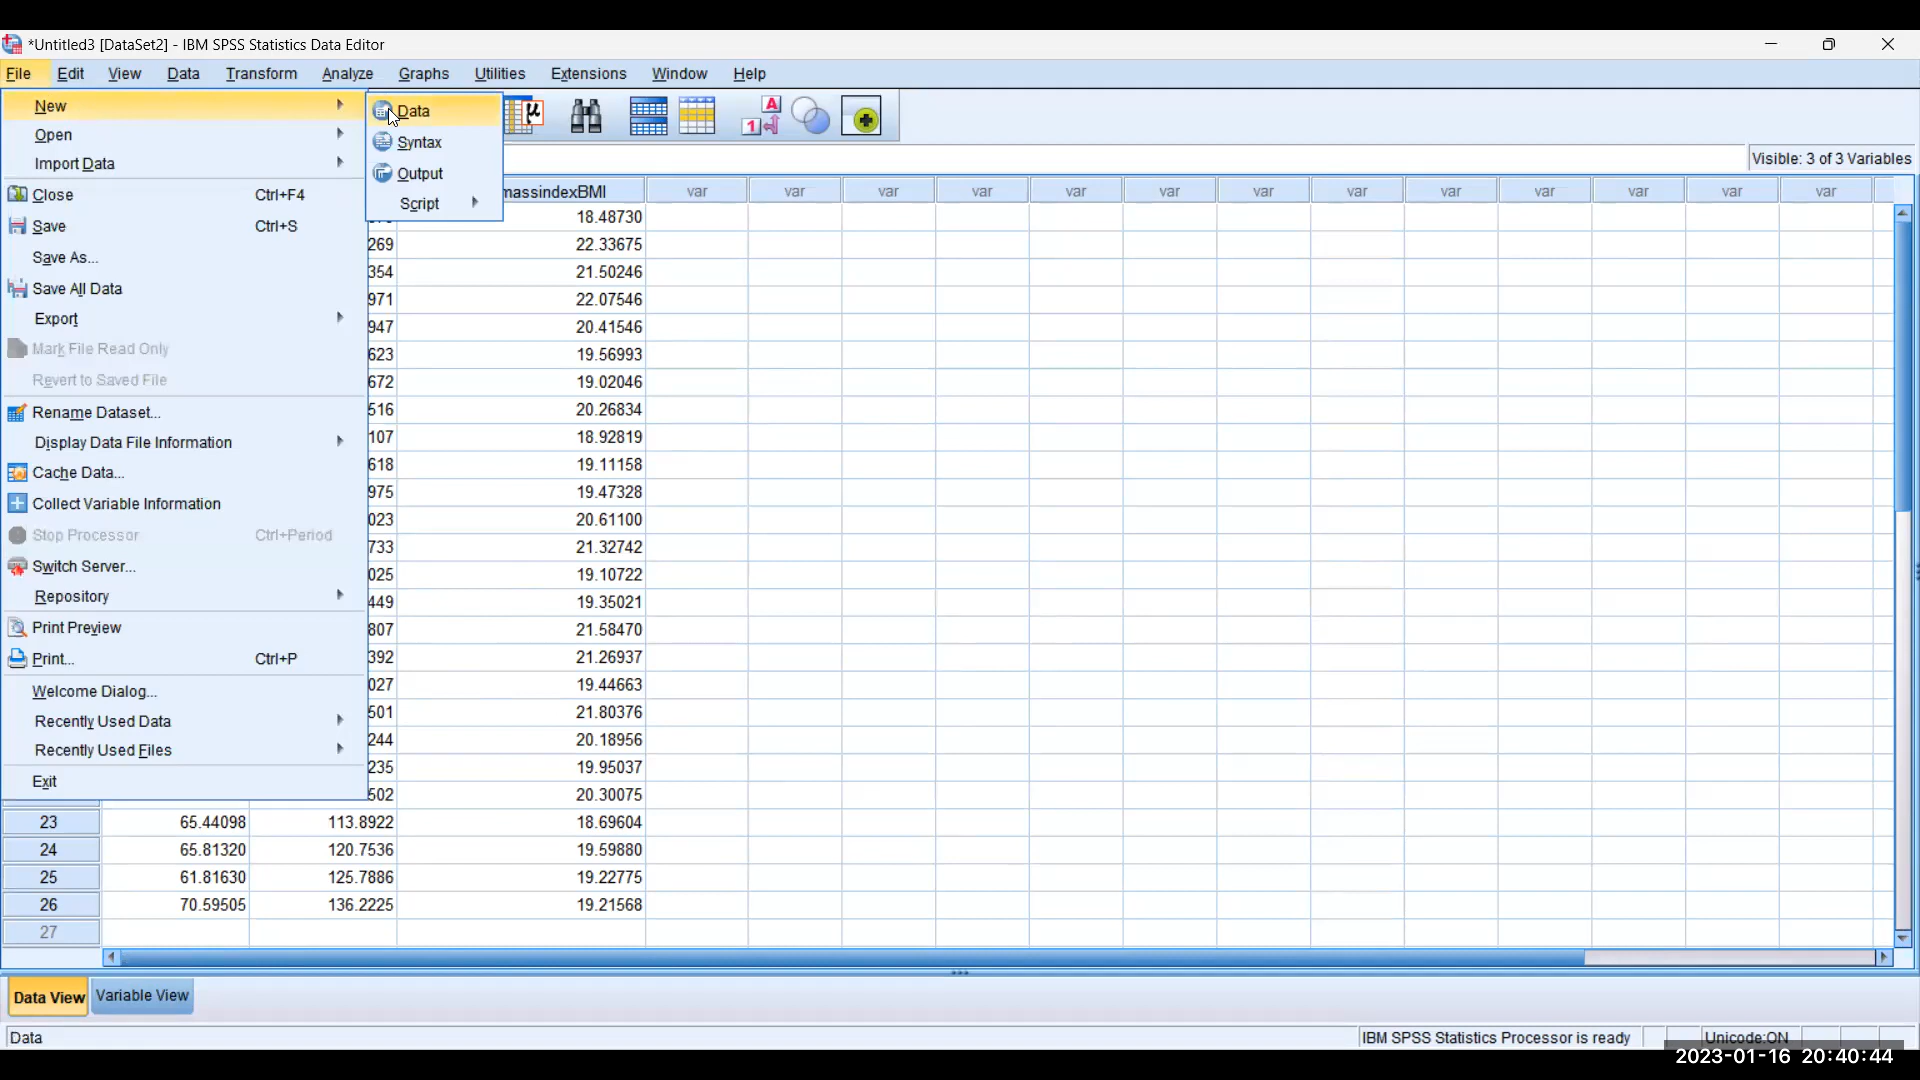 *Untitled3 [DataSet2] - IBM SPSS Statistics Data Editor
File Edit View Data Transform Analyze Graphs Utilities Extensions Window Help
New
Open
Import Data
Close Ctrl+F4
Save Ctrl+S
Save As...
Save All Data
Export
Mark File Read Only
Revert to Saved File
Rename Dataset...
Display Data File Information
Cache Data...
Collect Variable Information
Stop Processor Ctrl+Period
Switch Server...
Repository
Print Preview
Print... Ctrl+P
Welcome Dialog...
Recently Used Data
Recently Used Files
Exit
Data
Syntax
Output
Script
Visible: 3 of 3 Variables
massindexBMI var var var var var var var var var var var var var
18.48730
269 22.33675
354 21.50246
971 22.07546
947 20.41546
623 19.56993
672 19.02046
516 20.26834
107 18.92819
618 19.11158
975 19.47328
023 20.61100
733 21.32742
025 19.10722
449 19.35021
807 21.58470
392 21.26937
027 19.44663
501 21.80376
244 20.18956
235 19.95037
502 20.30075
23 65.44098 113.8922 18.69604
24 65.81320 120.7536 19.59880
25 61.81630 125.7886 19.22775
26 70.59505 136.2225 19.21568
27
Data View Variable View
Data IBM SPSS Statistics Processor is ready Unicode:ON
2023-01-16 20:40:44